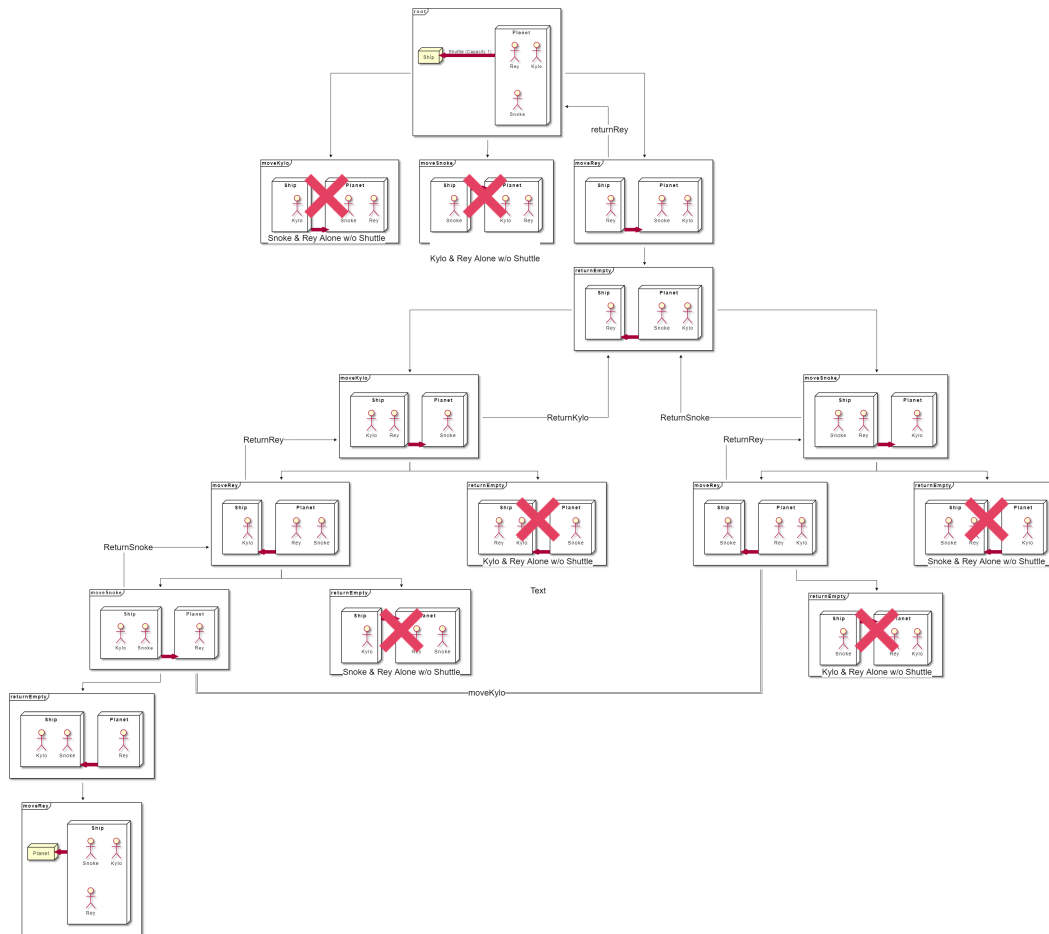 root
Planet
Shuttle (Capacity 1)
Ship
Rey Kylo
Snoke
returnRey
moveKylo
Ship Planet
Kylo Snoke Rey
Snoke & Rey Alone w/o Shuttle
moveSnoke
Ship Planet
Snoke Kylo Rey
Kylo & Rey Alone w/o Shuttle
moveRey
Ship Planet
Rey Snoke Kylo
returnEmpty
Ship Planet
Rey Snoke Kylo
moveKylo
Ship Planet
Kylo Rey Snoke
ReturnKylo
ReturnSnoke
moveSnoke
Ship Planet
Snoke Rey Kylo
ReturnRey
ReturnRey
moveRey
Ship Planet
Kylo Rey Snoke
returnEmpty
Ship Planet
Kylo Rey Snoke
Kylo & Rey Alone w/o Shuttle
moveRey
Ship Planet
Snoke Rey Kylo
returnEmpty
Ship Planet
Snoke Rey Kylo
Snoke & Rey Alone w/o Shuttle
ReturnSnoke
Text
moveSnoke
Ship Planet
Kylo Snoke Rey
returnEmpty
Ship Planet
Kylo Rey Snoke
Snoke & Rey Alone w/o Shuttle
returnEmpty
Ship Planet
Snoke Rey Kylo
Kylo & Rey Alone w/o Shuttle
moveKylo
returnEmpty
Ship Planet
Kylo Snoke Rey
moveRey
Ship
Planet
Snoke Kylo
Rey